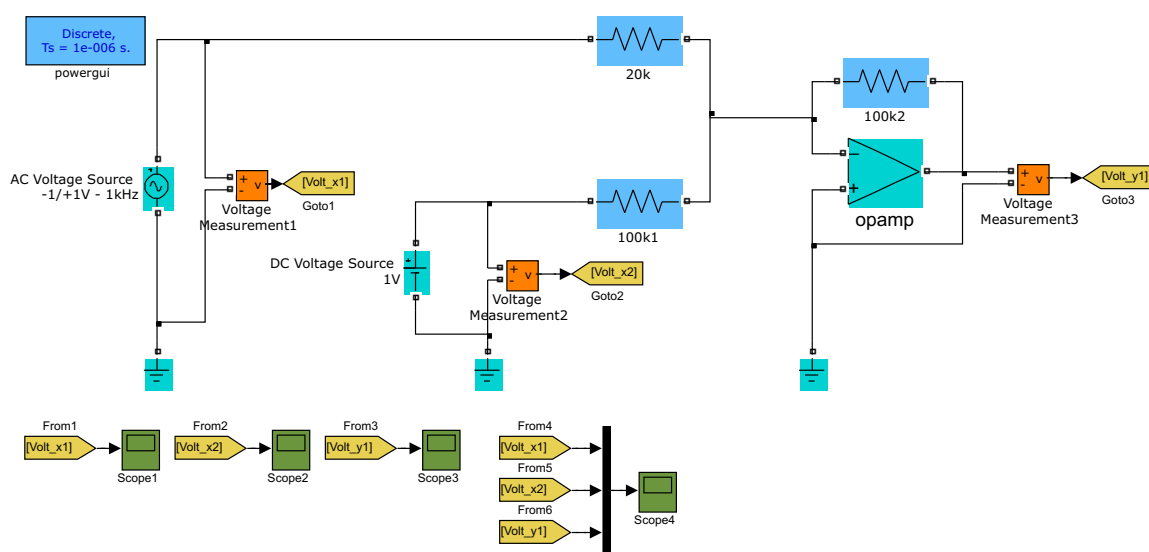 Discrete,
Ts = 1e-006 s.
powergui
20k
100k2
AC Voltage Source
-1/+1V - 1kHz
+
-
v
[Volt_x1]
Goto1
Voltage
Measurement1
100k1
−
+
opamp
+
-
v
[Volt_y1]
Goto3
Voltage
Measurement3
DC Voltage Source
1V
+
+
-
v
[Volt_x2]
Goto2
Voltage
Measurement2
From1
[Volt_x1]
Scope1
From2
[Volt_x2]
Scope2
From3
[Volt_y1]
Scope3
From4
[Volt_x1]
From5
[Volt_x2]
From6
[Volt_y1]
Scope4